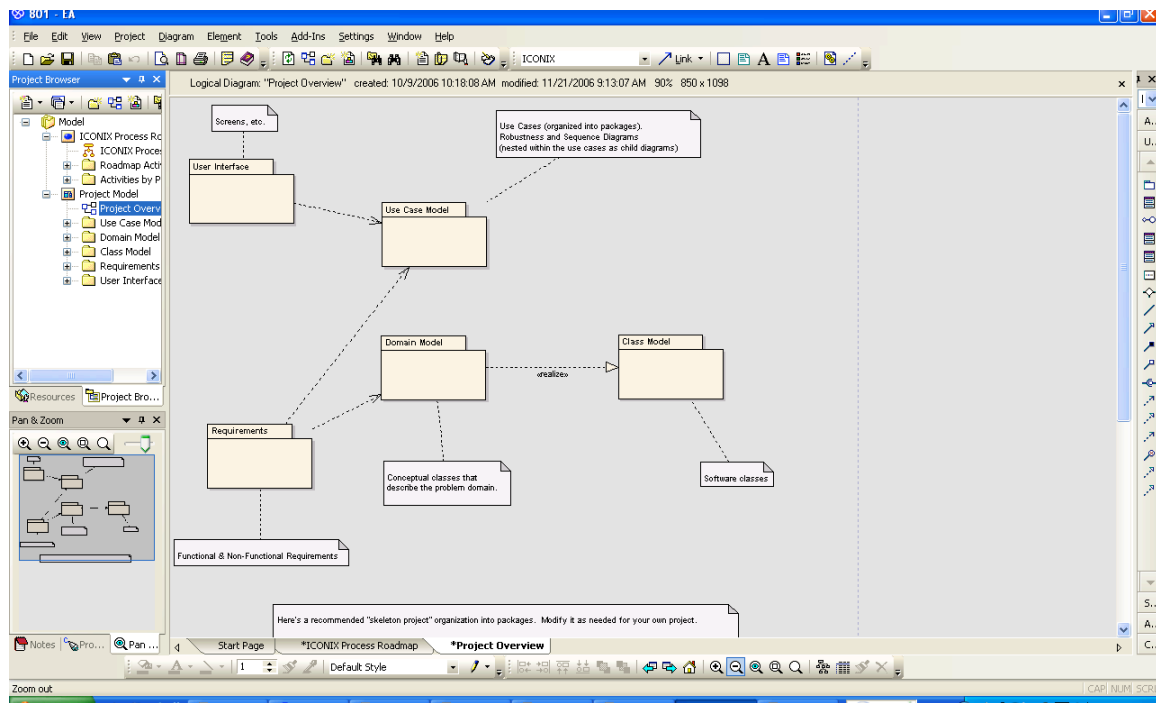 801 - EA
File Edit View Project Diagram Element Tools Add-Ins Settings Window Help
ICONIX
Link
Project Browser
Logical Diagram: "Project Overview" created: 10/9/2006 10:18:08 AM modified: 11/21/2006 9:13:07 AM 90% 850 x 1098
Model
ICONIX Process Ro
ICONIX Proce
Roadmap Acti
Activities by P
Project Model
Project Overv
Use Case Mod
Domain Model
Class Model
Requirements
User Interface
Resources
Project Bro...
Pan & Zoom
Notes
Pro...
Pan ...
Screens, etc.
User Interface
Use Cases (organized into packages).
Robustness and Sequence Diagrams
(nested within the use cases as child diagrams)
Use Case Model
Domain Model
«realize»
Class Model
Requirements
Conceptual classes that
describe the problem domain.
Software classes
Functional & Non-Functional Requirements
Here's a recommended "skeleton project" organization into packages. Modify it as needed for your own project.
A..
U..
S..
A..
C..
Start Page *ICONIX Process Roadmap *Project Overview
1
Default Style
Zoom out
CAP NUM SCRL